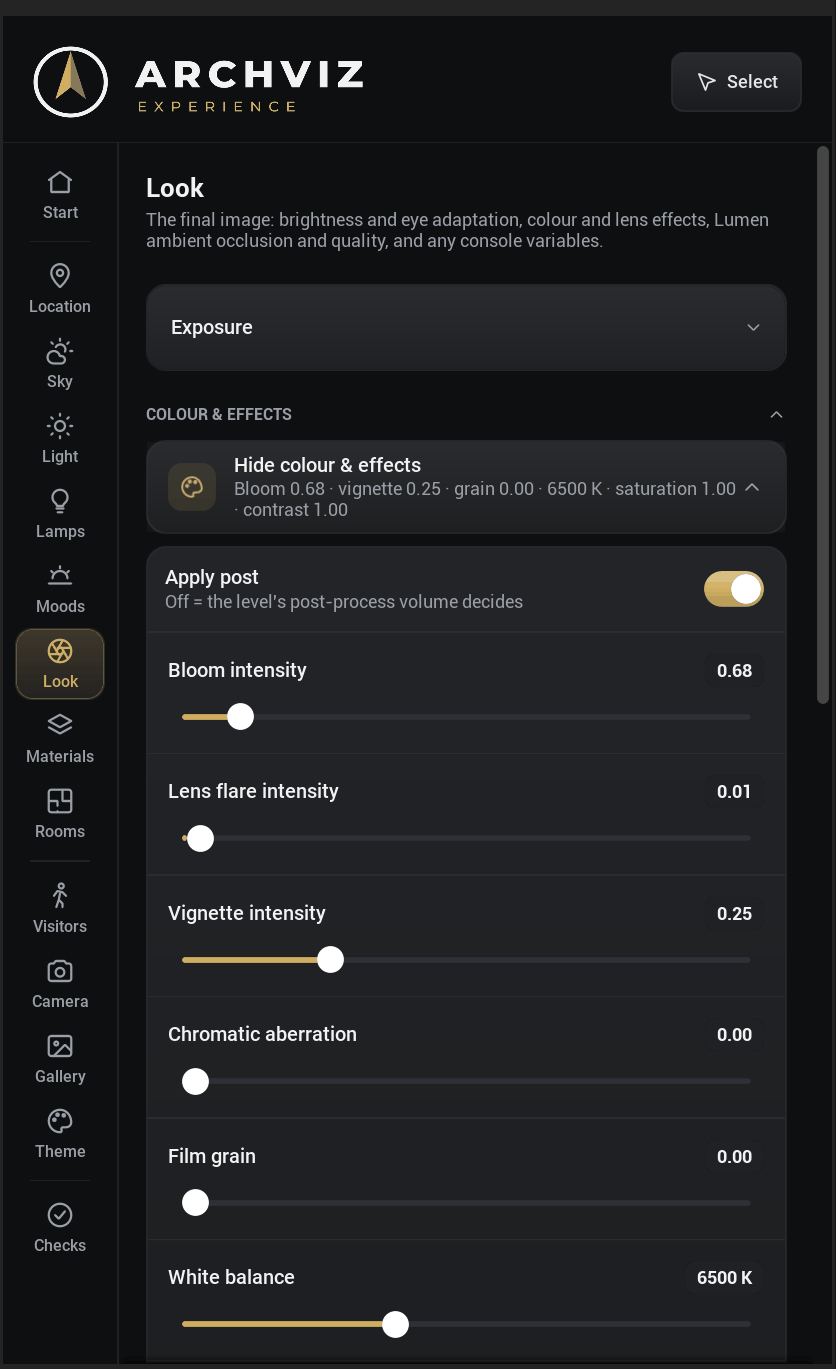 ARCHVIZ
EXPERIENCE
Select
Start
Location
Sky
Light
Lamps
Moods
Look
Materials
Rooms
Visitors
Camera
Gallery
Theme
Checks
Look
The final image: brightness and eye adaptation, colour and lens effects, Lumen
ambient occlusion and quality, and any console variables.
Exposure
COLOUR & EFFECTS
Hide colour & effects
Bloom 0.68 · vignette 0.25 · grain 0.00 · 6500 K · saturation 1.00
· contrast 1.00
Apply post
Off = the level's post-process volume decides
Bloom intensity 0.68
Lens flare intensity 0.01
Vignette intensity 0.25
Chromatic aberration 0.00
Film grain 0.00
White balance 6500 K